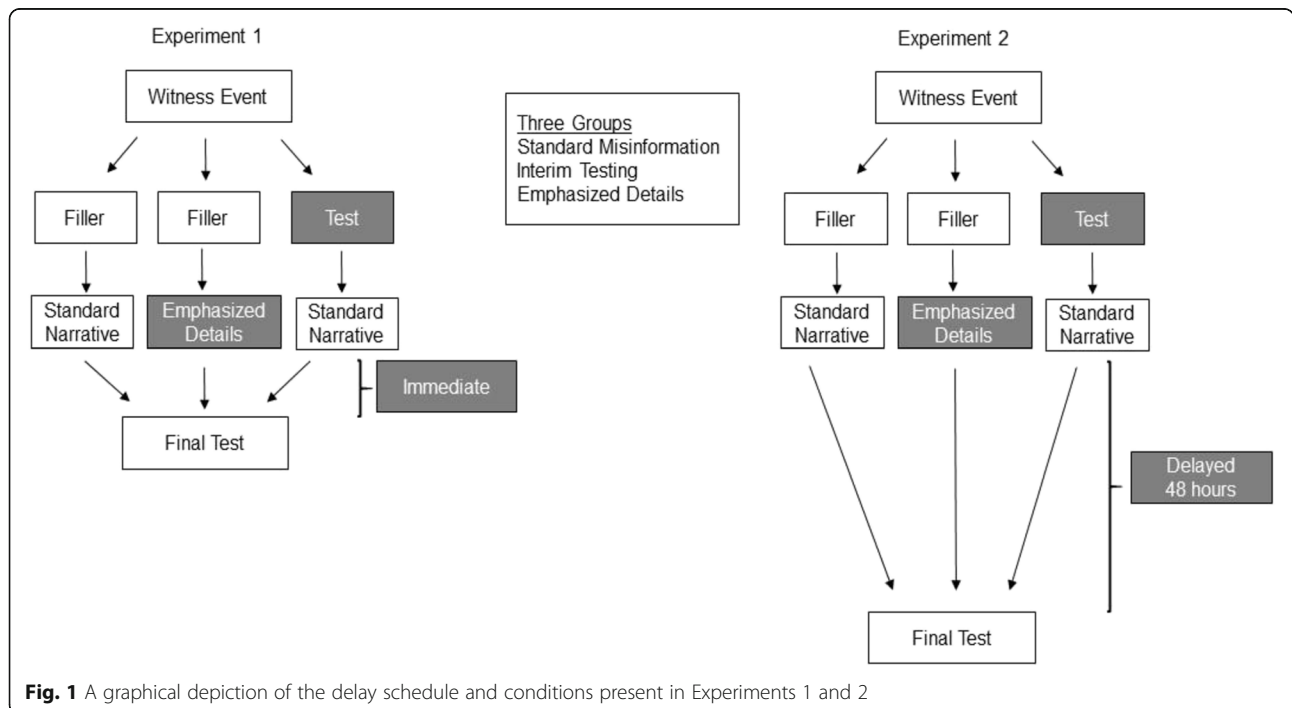 Experiment 1
Witness Event
Filler
Filler
Test
Standard
Narrative
Emphasized
Details
Standard
Narrative
Immediate
Final Test
Three Groups
Standard Misinformation
Interim Testing
Emphasized Details
Experiment 2
Witness Event
Filler
Filler
Test
Standard
Narrative
Emphasized
Details
Standard
Narrative
Delayed
48 hours
Final Test
Fig. 1 A graphical depiction of the delay schedule and conditions present in Experiments 1 and 2